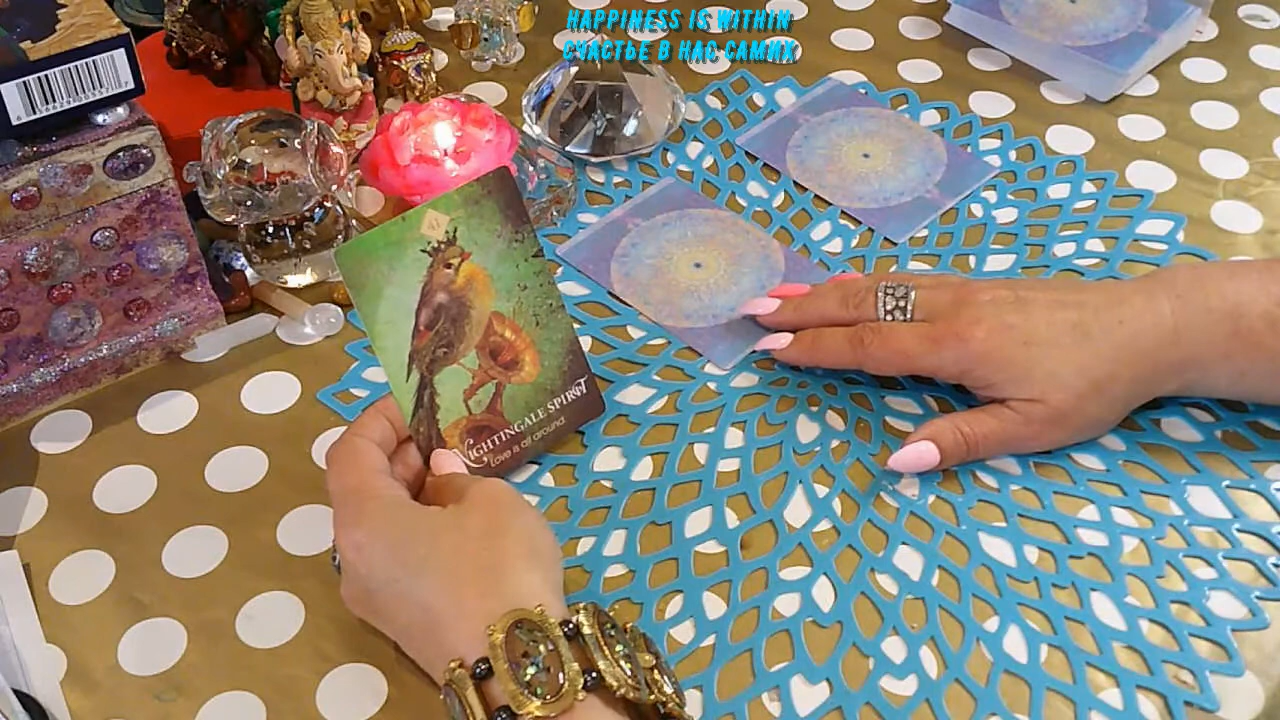 HAPPINESS IS WITHIN
СЧАСТЬЕ В НАС САМИХ
NIGHTINGALE SPIRIT
Love is all around